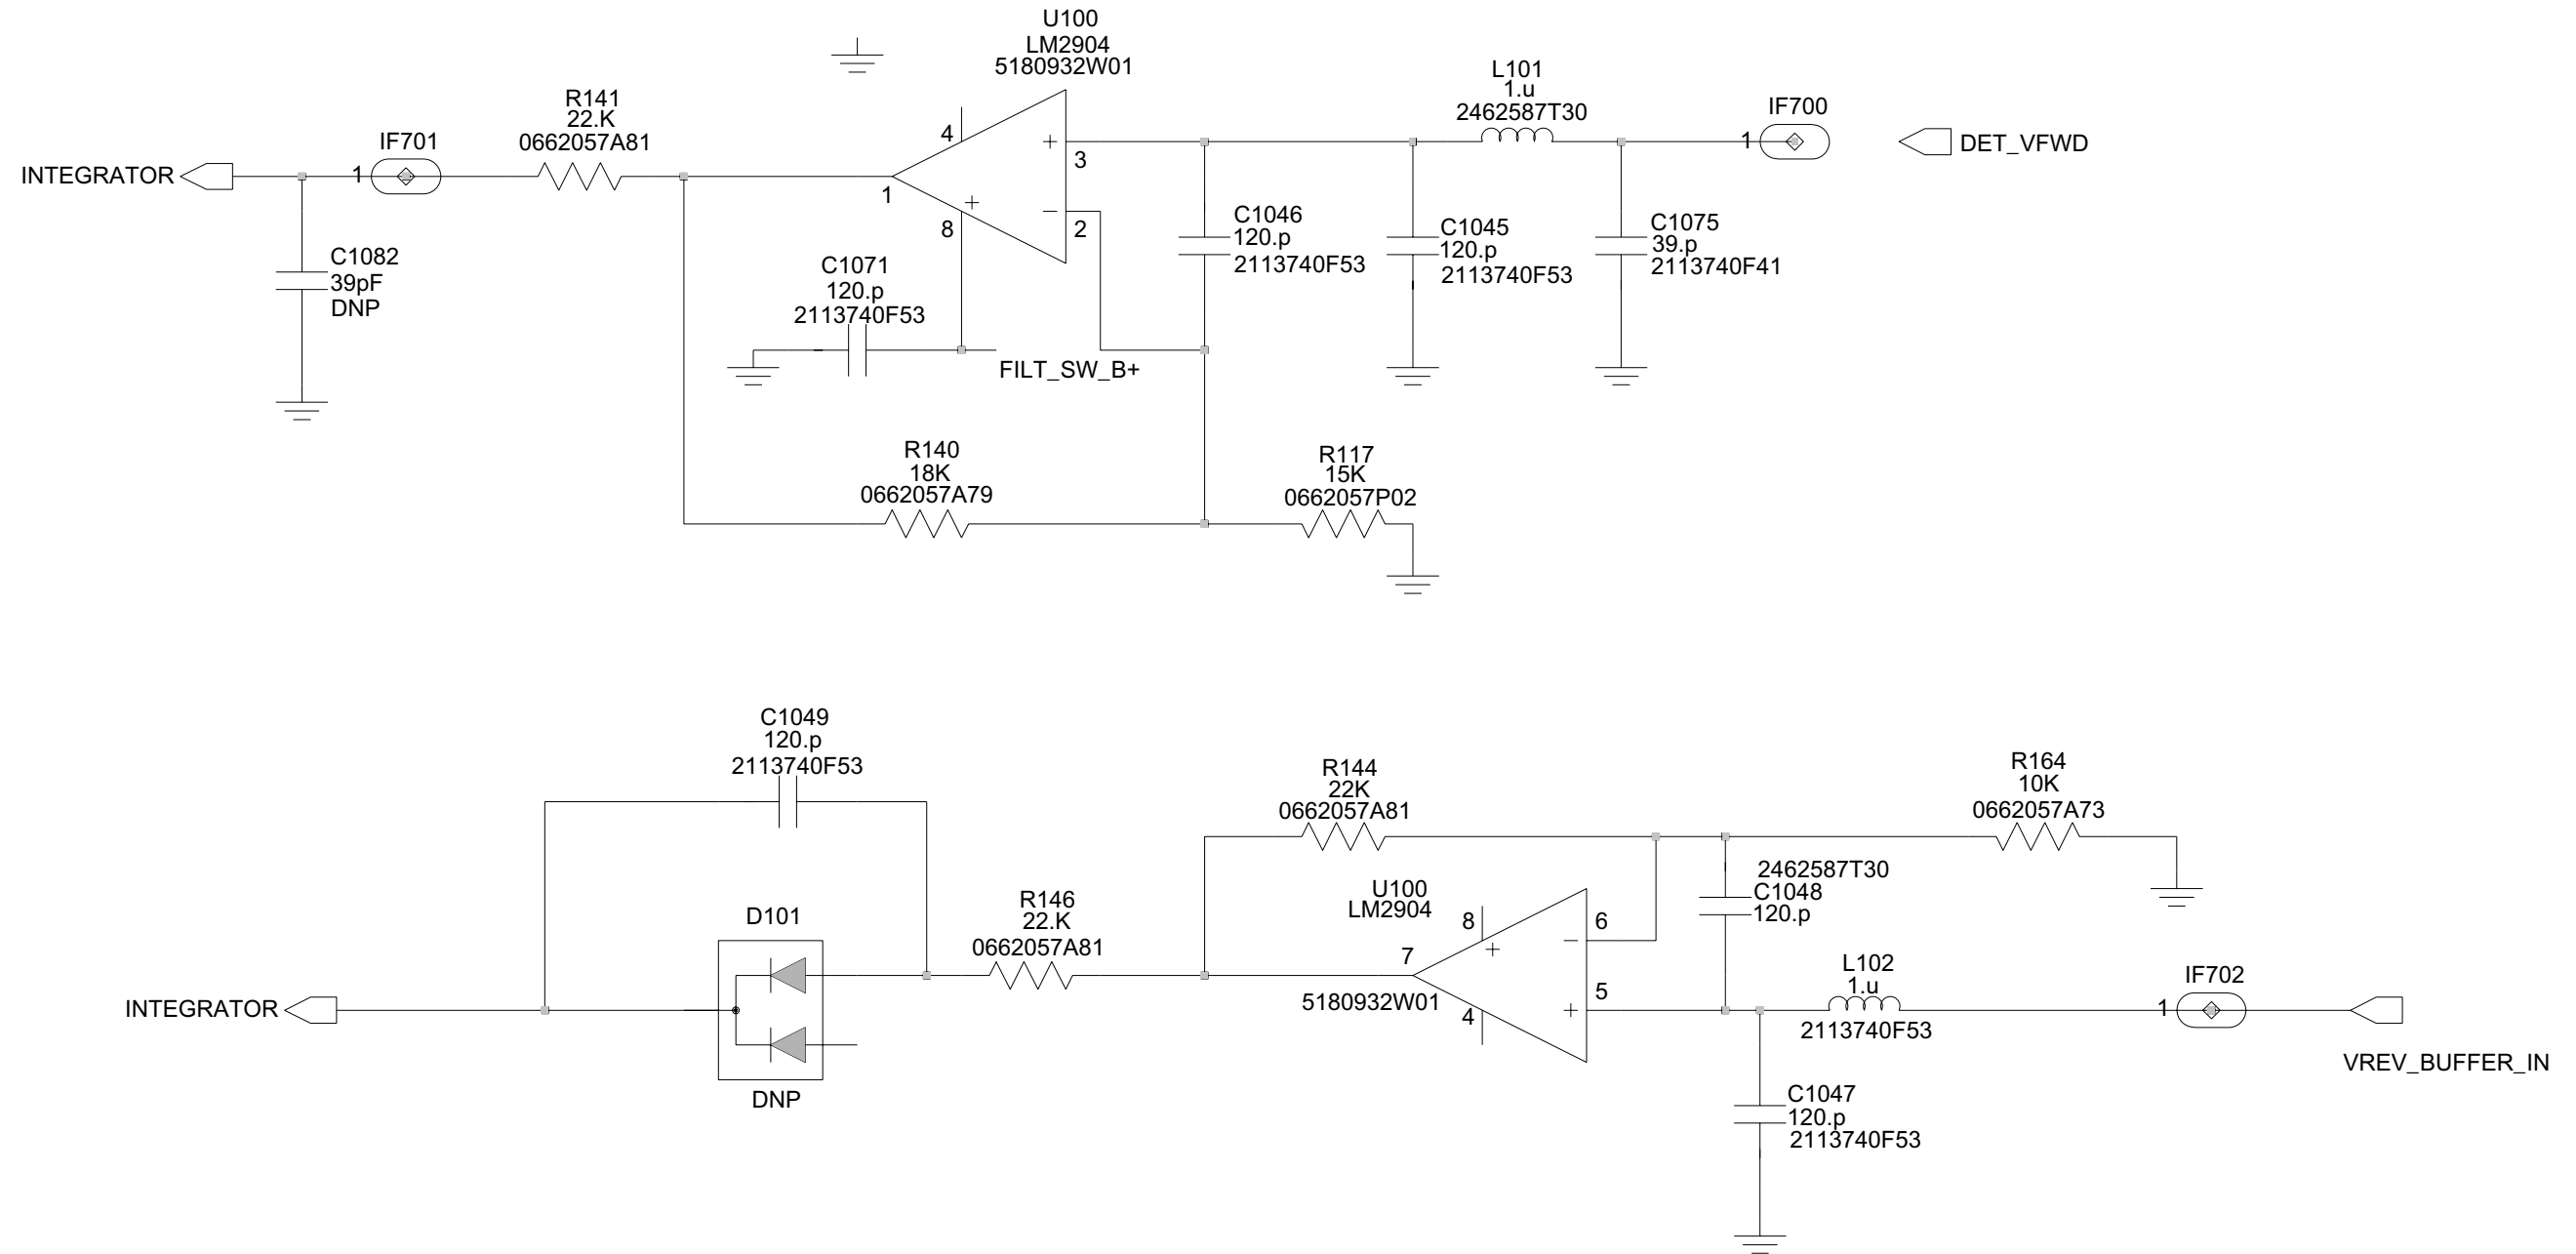 U100
LM2904
5180932W01
L101
1.u
2462587T30
IF700
1
DET_VFWD
R141
22.K
0662057A81
IF701
1
INTEGRATOR
4
+
3
1
+
8
−
2
C1046
120.p
2113740F53
C1045
120.p
2113740F53
C1075
39.p
2113740F41
C1082
39pF
DNP
C1071
120.p
2113740F53
FILT_SW_B+
R140
18K
0662057A79
R117
15K
0662057P02
C1049
120.p
2113740F53
R144
22K
0662057A81
R164
10K
0662057A73
2462587T30
C1048
120.p
U100
LM2904
8
+
6
−
7
5180932W01
4
5
+
D101
DNP
R146
22.K
0662057A81
INTEGRATOR
L102
1.u
2113740F53
IF702
1
VREV_BUFFER_IN
C1047
120.p
2113740F53